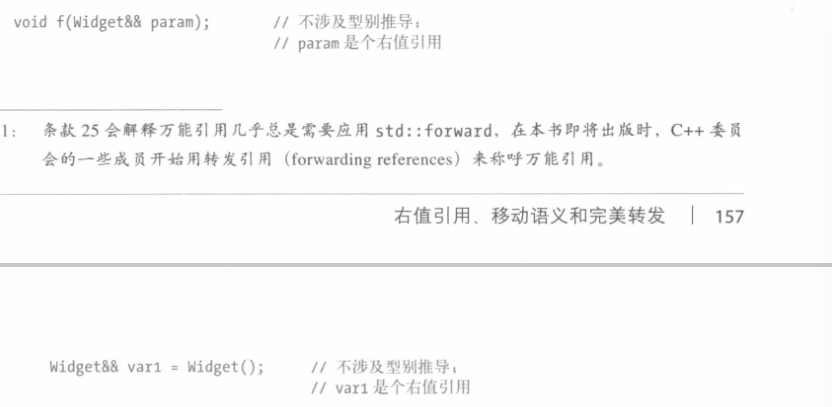 void f(Widget&& param); // 不涉及型别推导；
// param 是个右值引用
1： 条款 25 会解释万能引用几乎总是需要应用 std::forward，在本书即将出版时，C++ 委员
会的一些成员开始用转发引用（forwarding references）来称呼万能引用。
右值引用、移动语义和完美转发 | 157
Widget&& var1 = Widget(); // 不涉及型别推导；
// var1 是个右值引用